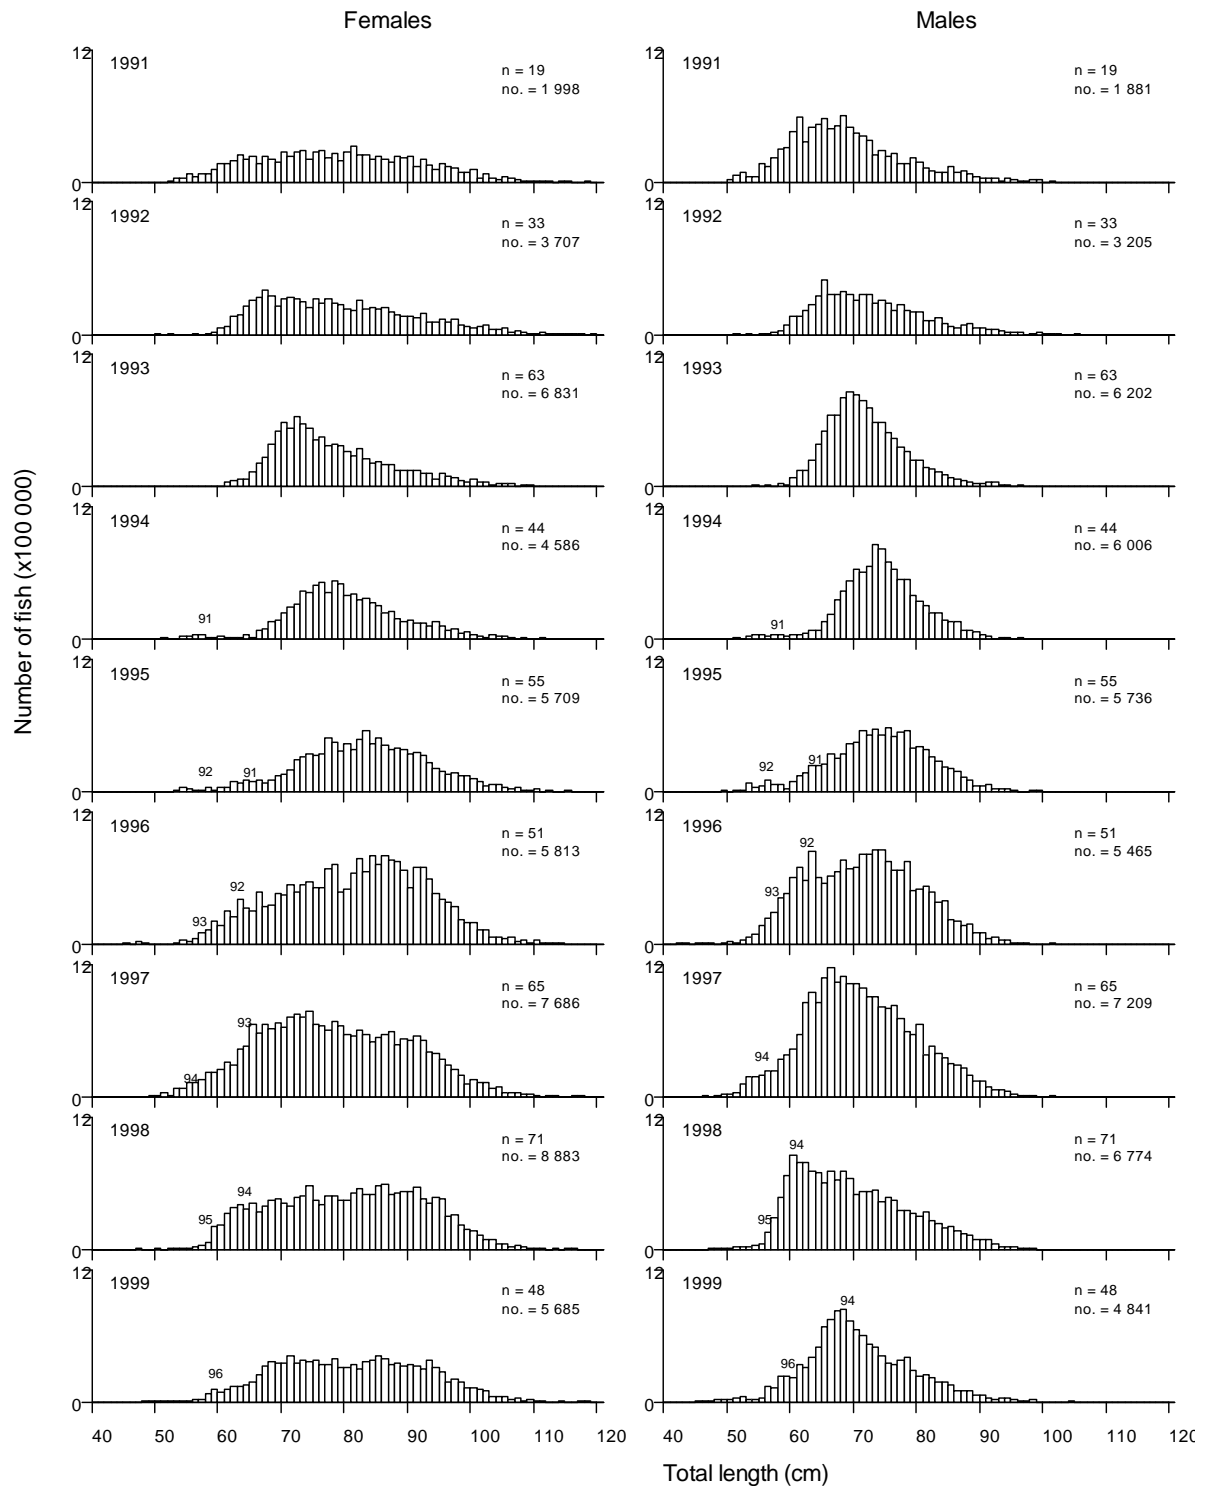 Females Males
12 1991 n = 19 no. = 1 998 0
12 1991 n = 19 no. = 1 881 0
12 1992 n = 33 no. = 3 707 0
12 1992 n = 33 no. = 3 205 0
12 1993 n = 63 no. = 6 831 0
12 1993 n = 63 no. = 6 202 0
12 1994 n = 44 no. = 4 586 91 0
12 1994 n = 44 no. = 6 006 91 0
12 1995 n = 55 no. = 5 709 92 91 0
12 1995 n = 55 no. = 5 736 92 91 0
12 1996 n = 51 no. = 5 813 92 93 0
12 1996 n = 51 no. = 5 465 92 93 0
12 1997 n = 65 no. = 7 686 93 94 0
12 1997 n = 65 no. = 7 209 94 0
12 1998 n = 71 no. = 8 883 94 95 0
12 1998 n = 71 no. = 6 774 94 95 0
12 1999 n = 48 no. = 5 685 96 0
12 1999 n = 48 no. = 4 841 94 96 0
40 50 60 70 80 90 100 110 120 40 50 60 70 80 90 100 110 120
Number of fish (x100 000)
Total length (cm)